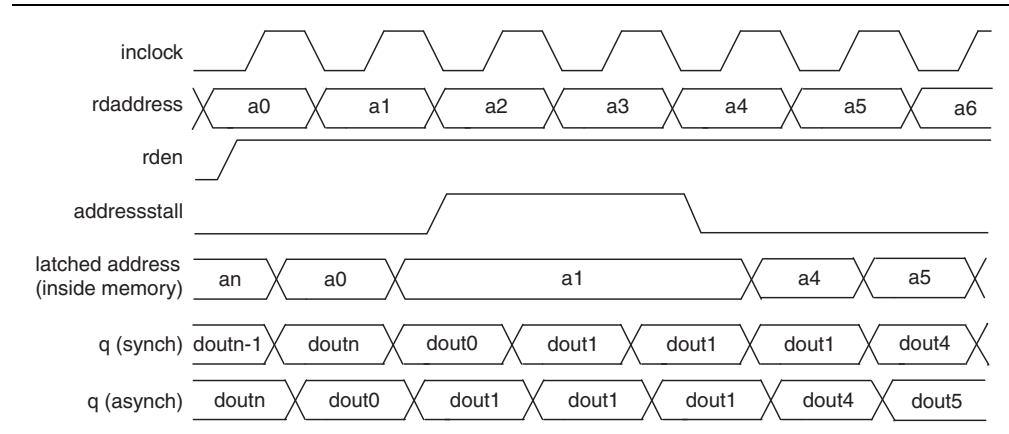 inclock
rdaddress a0 a1 a2 a3 a4 a5 a6
rden
addressstall
latched address
(inside memory) an a0 a1 a4 a5
q (synch) doutn-1 doutn dout0 dout1 dout1 dout1 dout4
q (asynch) doutn dout0 dout1 dout1 dout1 dout4 dout5